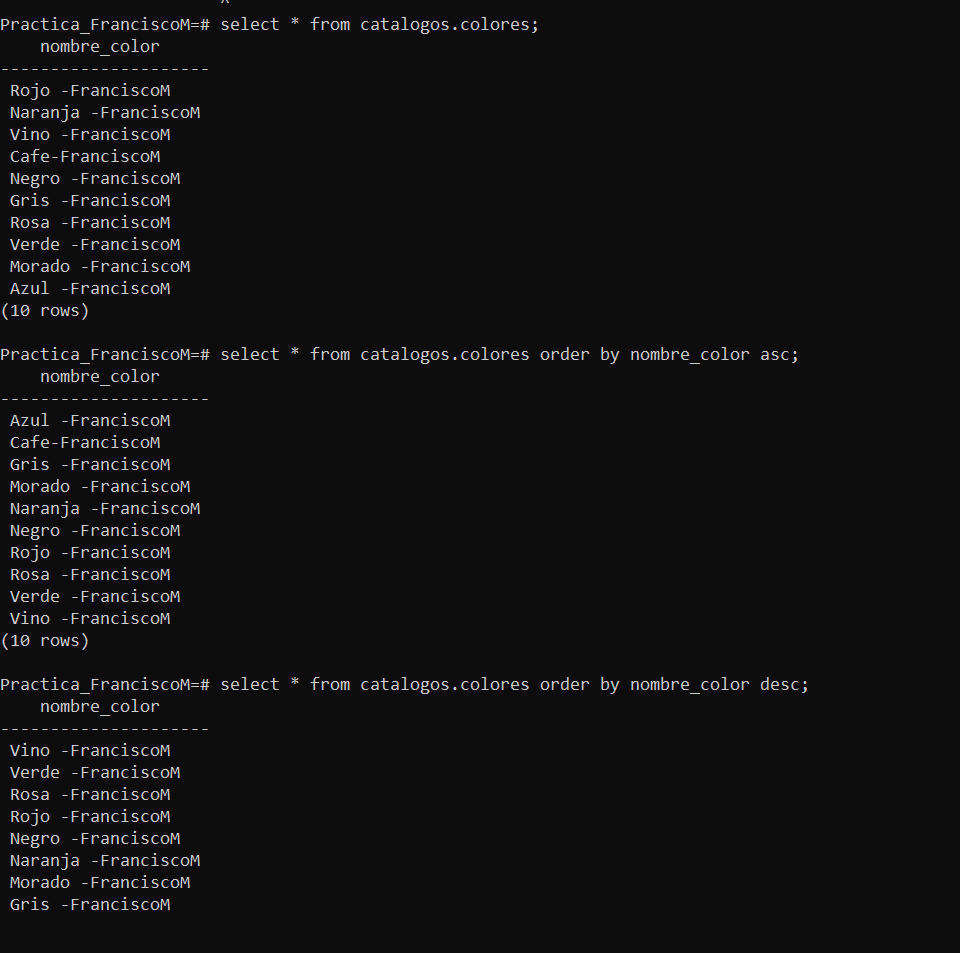 Practica_FranciscoM=# select * from catalogos.colores;
    nombre_color
---------------------
 Rojo -FranciscoM
 Naranja -FranciscoM
 Vino -FranciscoM
 Cafe-FranciscoM
 Negro -FranciscoM
 Gris -FranciscoM
 Rosa -FranciscoM
 Verde -FranciscoM
 Morado -FranciscoM
 Azul -FranciscoM
(10 rows)

Practica_FranciscoM=# select * from catalogos.colores order by nombre_color asc;
    nombre_color
---------------------
 Azul -FranciscoM
 Cafe-FranciscoM
 Gris -FranciscoM
 Morado -FranciscoM
 Naranja -FranciscoM
 Negro -FranciscoM
 Rojo -FranciscoM
 Rosa -FranciscoM
 Verde -FranciscoM
 Vino -FranciscoM
(10 rows)

Practica_FranciscoM=# select * from catalogos.colores order by nombre_color desc;
    nombre_color
---------------------
 Vino -FranciscoM
 Verde -FranciscoM
 Rosa -FranciscoM
 Rojo -FranciscoM
 Negro -FranciscoM
 Naranja -FranciscoM
 Morado -FranciscoM
 Gris -FranciscoM